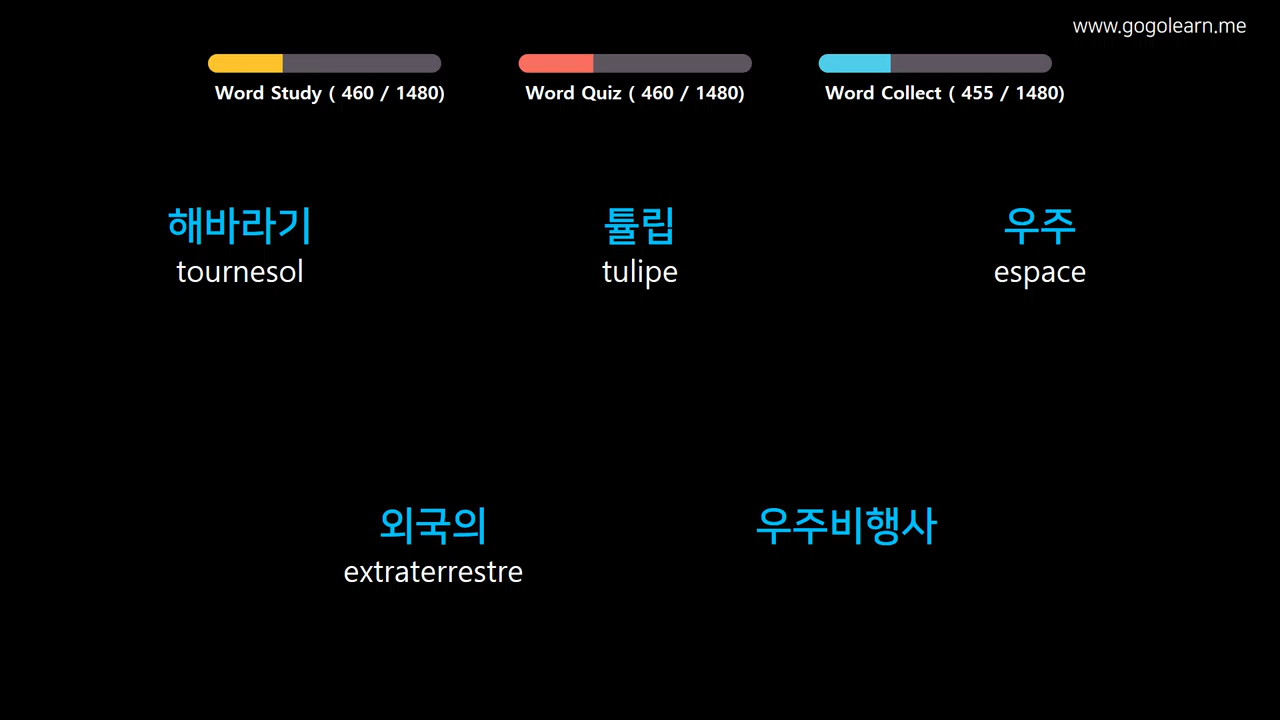 www.gogolearn.me
Word Study ( 460 / 1480)
Word Quiz ( 460 / 1480)
Word Collect ( 455 / 1480)
해바라기
tournesol
튤립
tulipe
우주
espace
외국의
extraterrestre
우주비행사